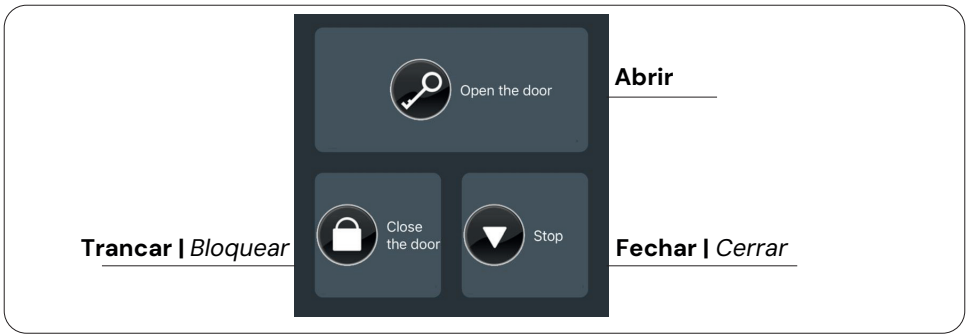 Open the door
Abrir
Close
the door
Stop
Trancar | Bloquear
Fechar | Cerrar